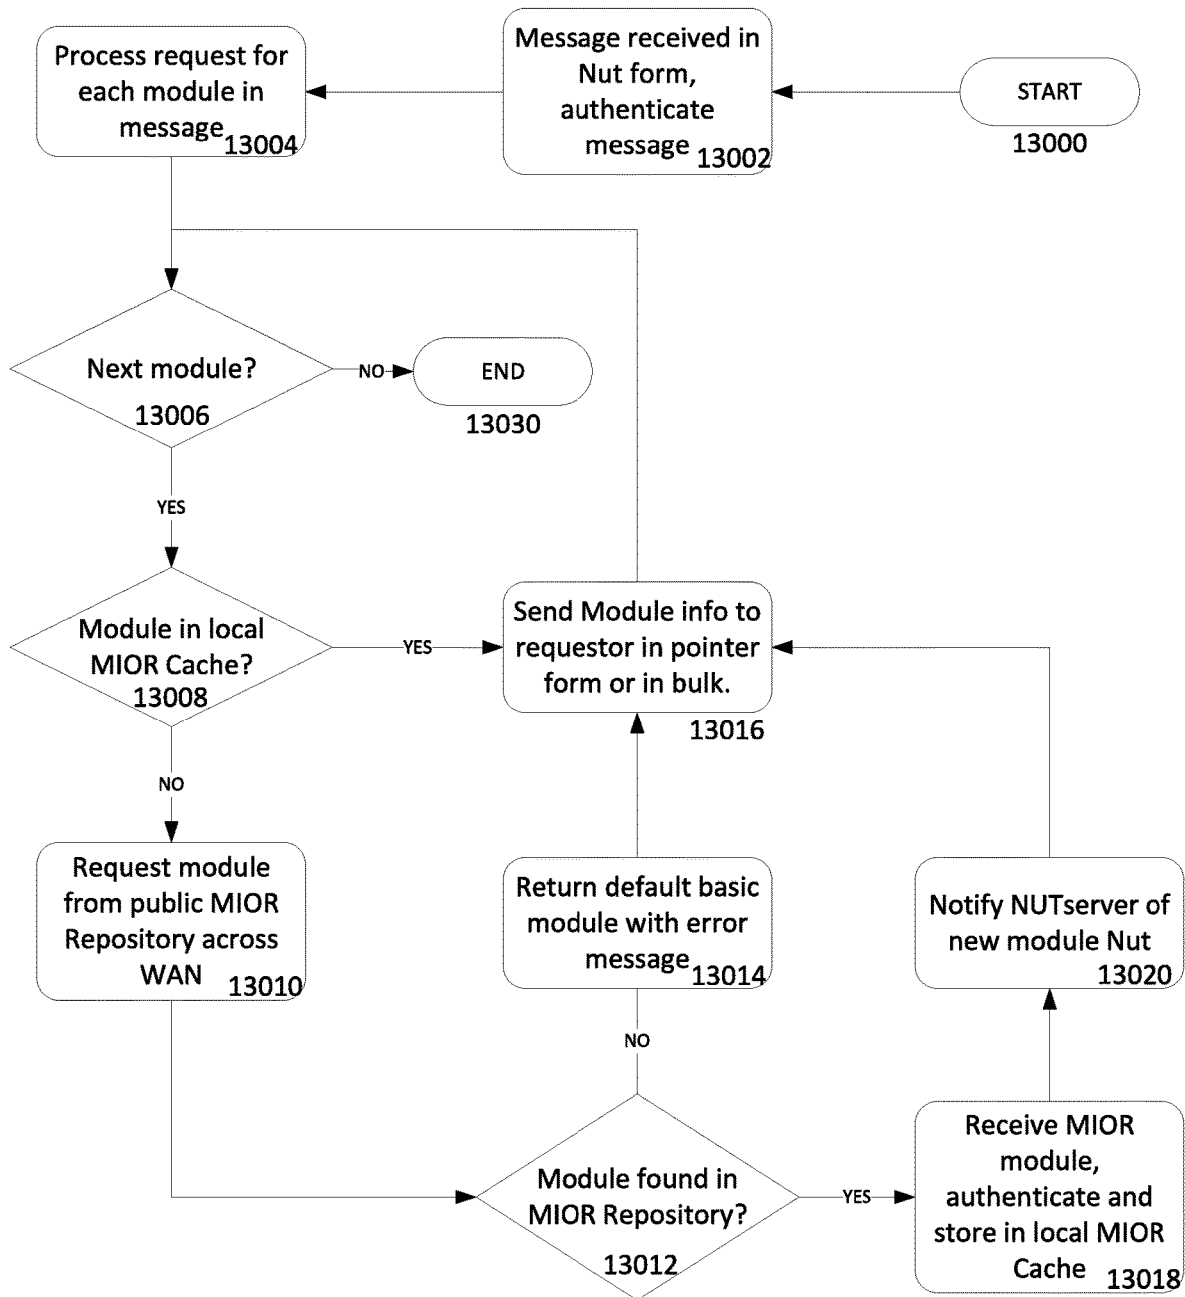 Process request for
each module in
message
13004
Message received in
Nut form,
authenticate
message
13002
START
13000
Next module?
13006
NO
END
13030
YES
Module in local
MIOR Cache?
13008
YES
Send Module info to
requestor in pointer
form or in bulk.
13016
NO
Request module
from public MIOR
Repository across
WAN
13010
Return default basic
module with error
message
13014
Notify NUTserver of
new module Nut
13020
NO
Module found in
MIOR Repository?
13012
YES
Receive MIOR
module,
authenticate and
store in local MIOR
Cache
13018